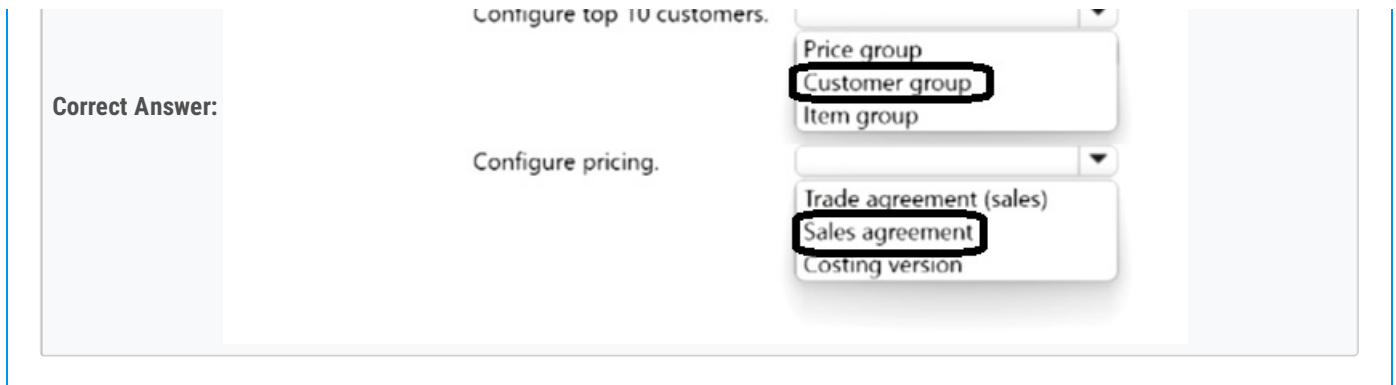 Configure top 10 customers.
Price group
Customer group
Correct Answer:
Item group
Configure pricing.
Trade agreement (sales)
Sales agreement
Costing version